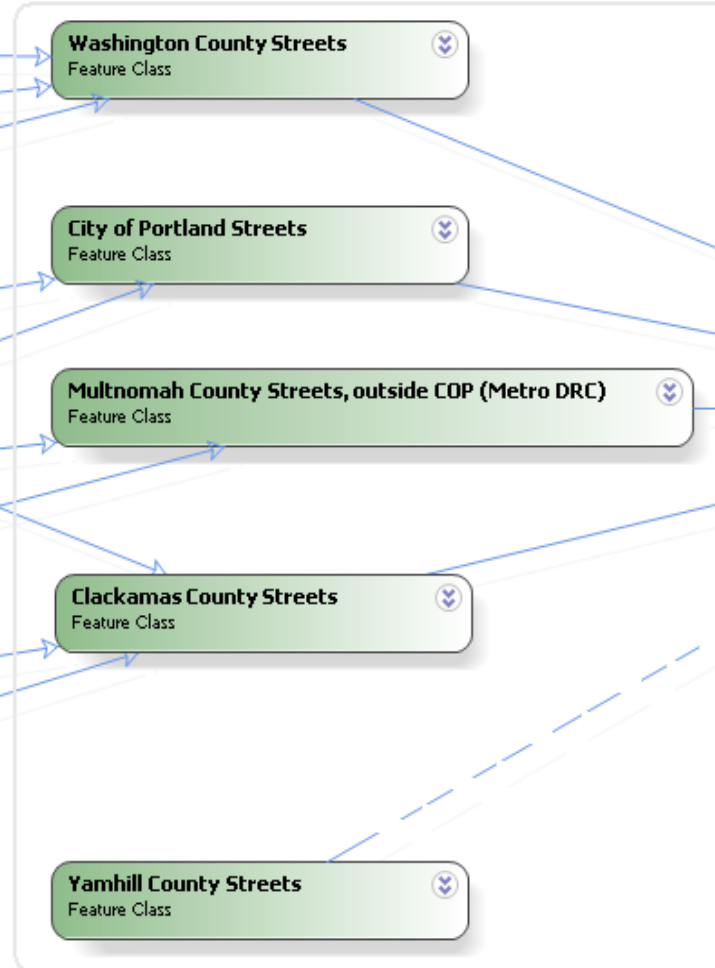 Washington County Streets
Feature Class
City of Portland Streets
Feature Class
Multnomah County Streets, outside COP (Metro DRC)
Feature Class
Clackamas County Streets
Feature Class
Yamhill County Streets
Feature Class